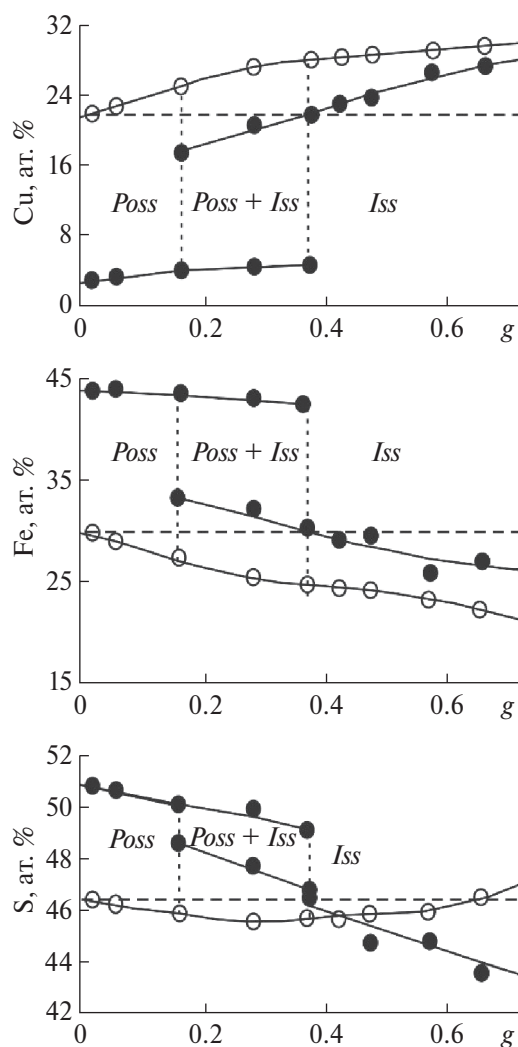 32
24
16
8
0
Cu, ат. %
Poss
Poss + Iss
Iss
0
0.2
0.4
0.6
g
45
35
25
15
Fe, ат. %
Poss
Poss + Iss
Iss
0
0.2
0.4
0.6
g
52
50
48
46
44
42
S, ат. %
Poss
Poss + Iss
Iss
0
0.2
0.4
0.6
g